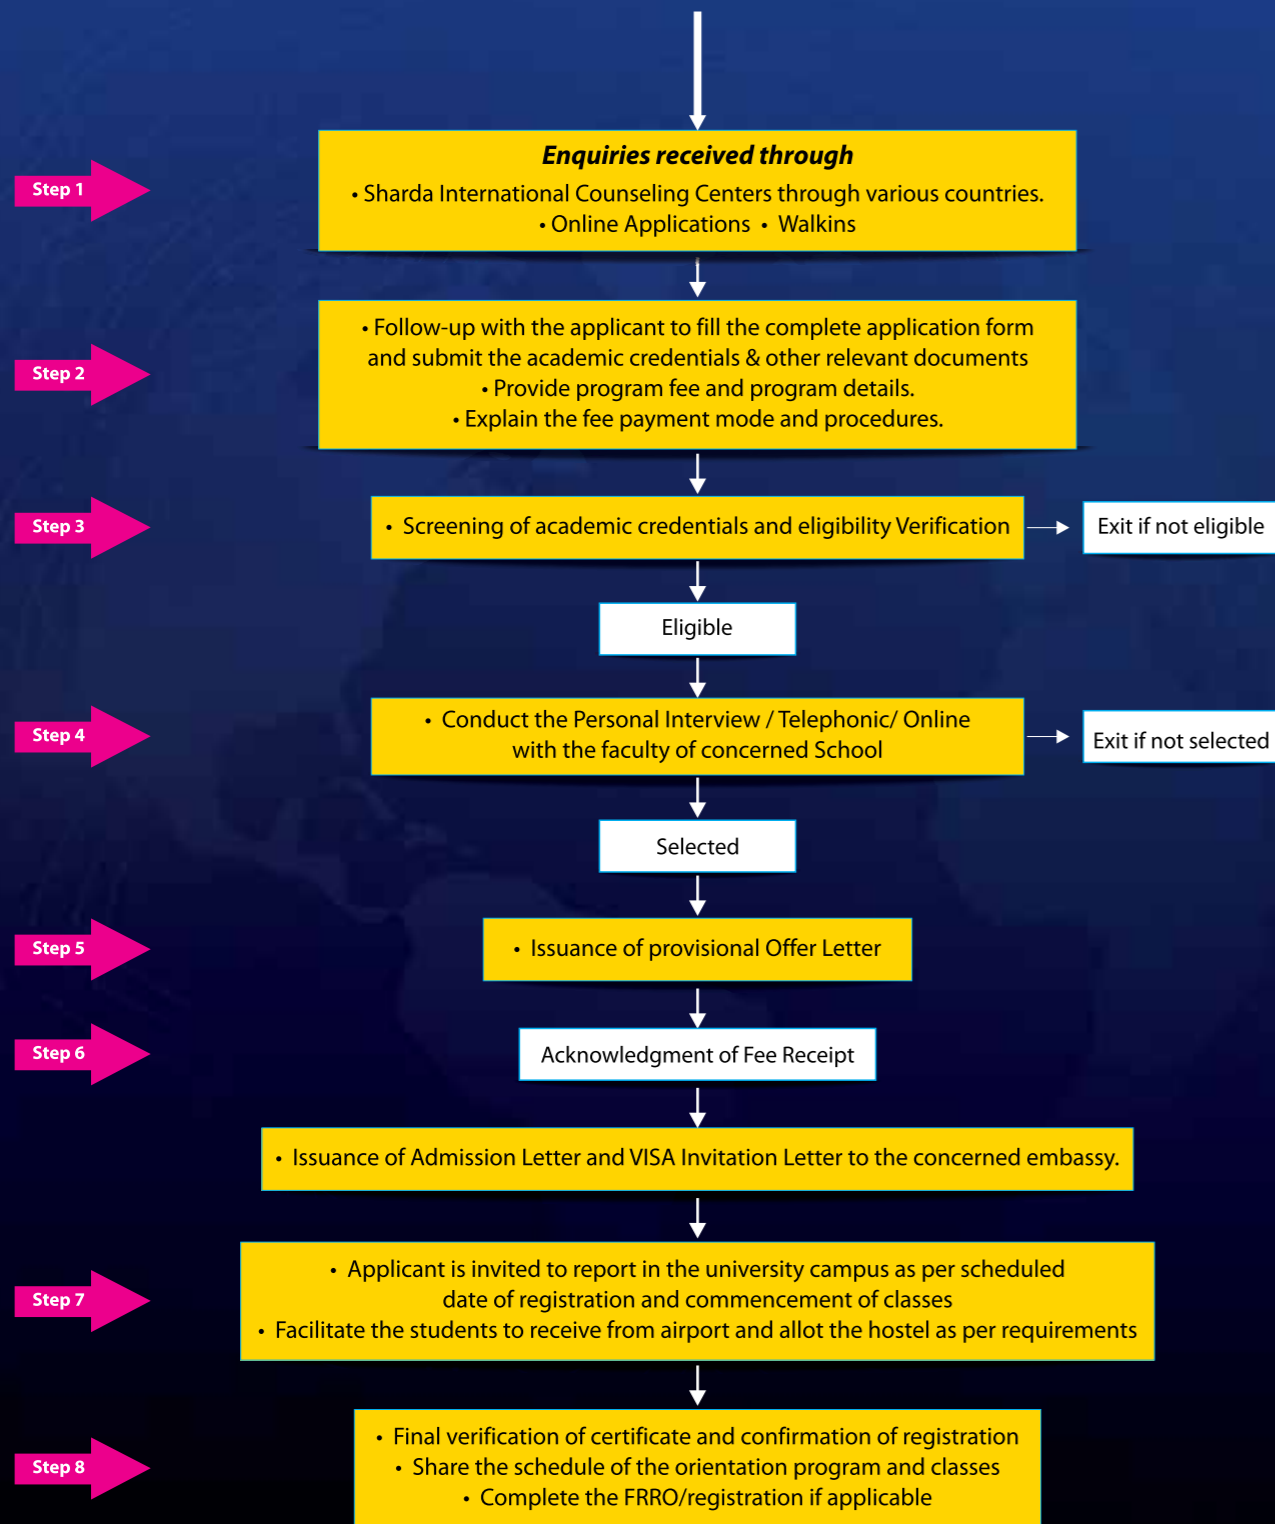 Step 1
Enquiries received through
• Sharda International Counseling Centers through various countries.
• Online Applications • Walkins
Step 2
• Follow-up with the applicant to fill the complete application form
and submit the academic credentials & other relevant documents
• Provide program fee and program details.
• Explain the fee payment mode and procedures.
Step 3
• Screening of academic credentials and eligibility Verification
Exit if not eligible
Eligible
Step 4
• Conduct the Personal Interview / Telephonic/ Online
with the faculty of concerned School
Exit if not selected
Selected
Step 5
• Issuance of provisional Offer Letter
Step 6
Acknowledgment of Fee Receipt
• Issuance of Admission Letter and VISA Invitation Letter to the concerned embassy.
Step 7
• Applicant is invited to report in the university campus as per scheduled
date of registration and commencement of classes
• Facilitate the students to receive from airport and allot the hostel as per requirements
Step 8
• Final verification of certificate and confirmation of registration
• Share the schedule of the orientation program and classes
• Complete the FRRO/registration if applicable